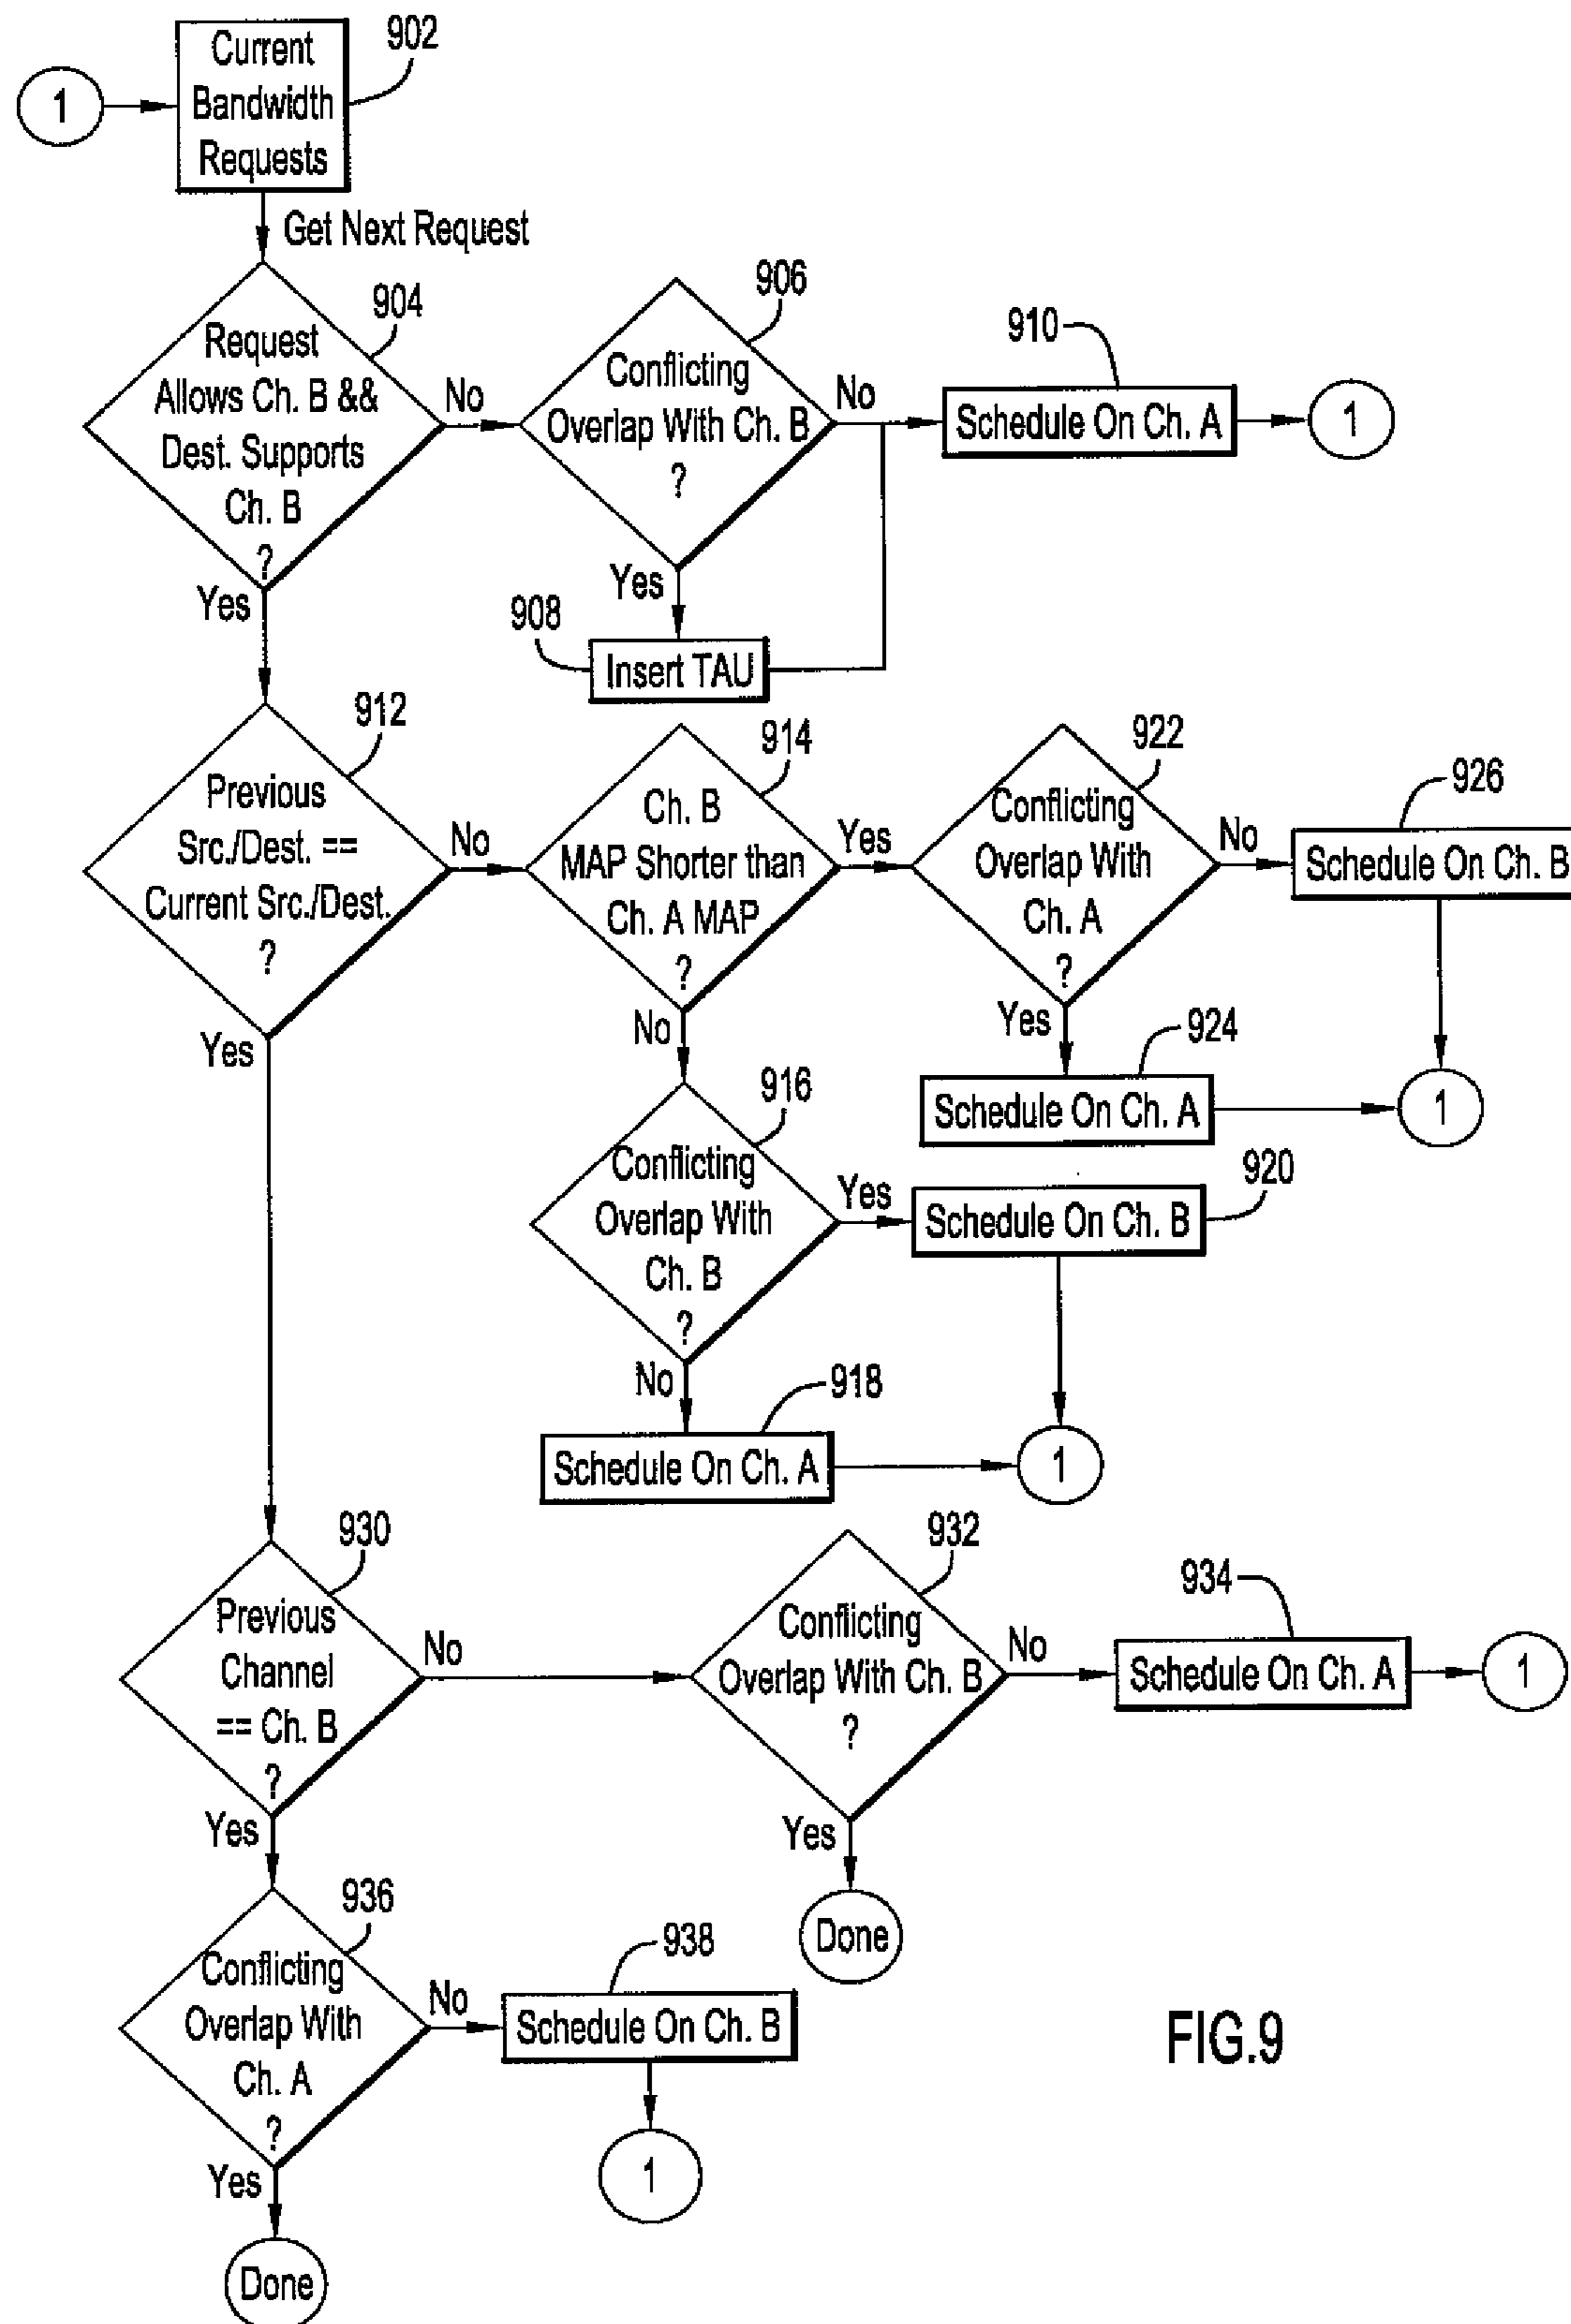 1
Current
Bandwidth
Requests
902
Get Next Request
904
Request
Allows Ch. B &&
Dest. Supports
Ch. B
?
No
Yes
906
Conflicting
Overlap With Ch. B
?
No
Yes
908
Insert TAU
910
Schedule On Ch. A
1
912
Previous
Src./Dest. ==
Current Src./Dest.
?
No
Yes
914
Ch. B
MAP Shorter than
Ch. A MAP
?
Yes
No
922
Conflicting
Overlap With
Ch. A
?
No
Yes
926
Schedule On Ch. B
924
Schedule On Ch. A
1
916
Conflicting
Overlap With
Ch. B
?
Yes
No
920
Schedule On Ch. B
918
Schedule On Ch. A
1
930
Previous
Channel
== Ch. B
?
No
Yes
932
Conflicting
Overlap With Ch. B
?
No
Yes
934
Schedule On Ch. A
1
Done
936
Conflicting
Overlap With
Ch. A
?
No
Yes
938
Schedule On Ch. B
1
Done
FIG.9